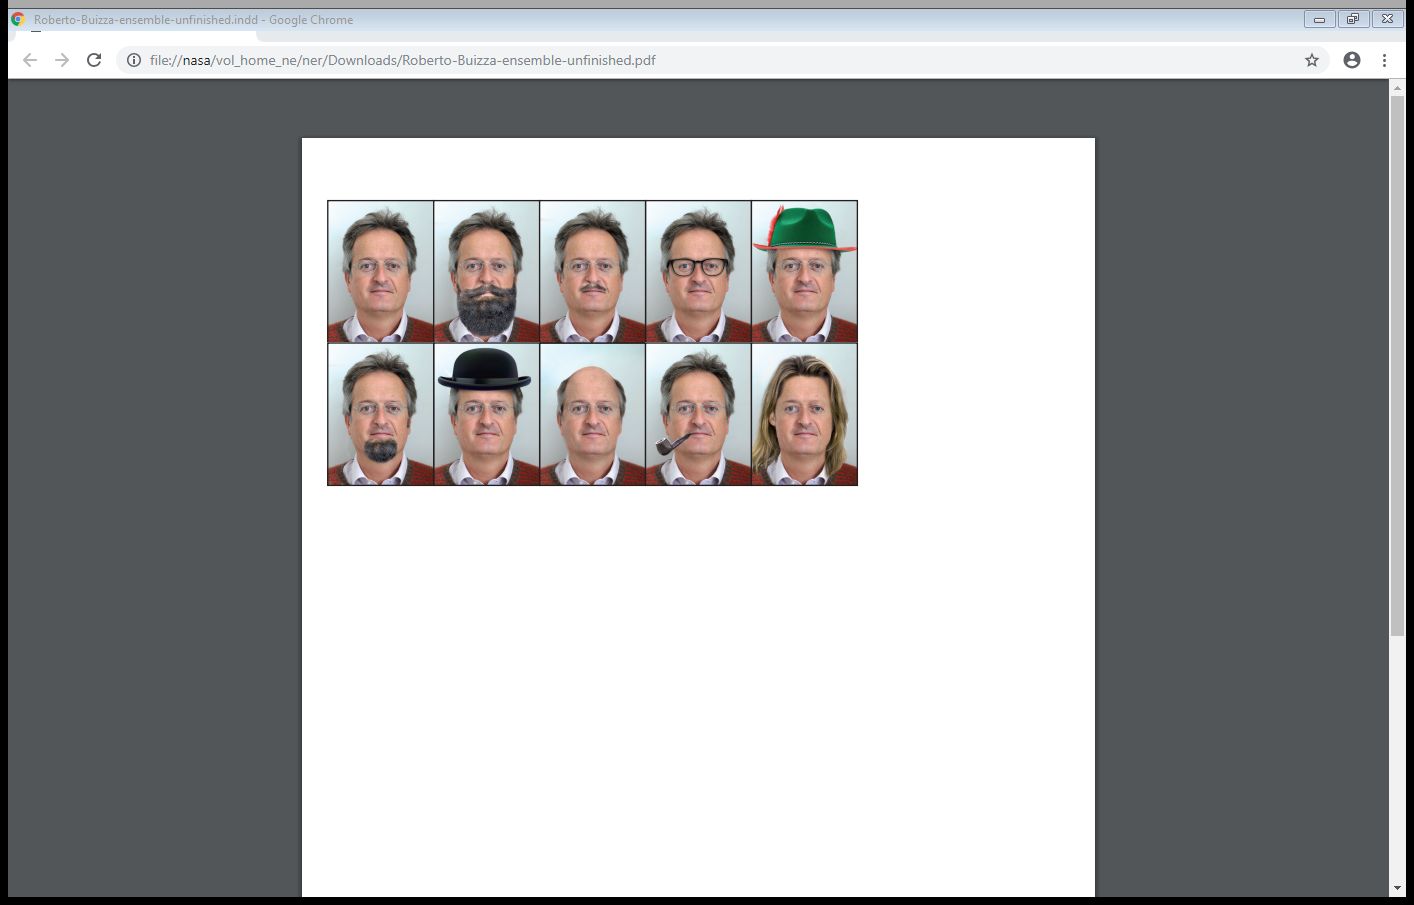 Roberto-Buizza-ensemble-unfinished.indd - Google Chrome
file://nasa/vol_home_ne/ner/Downloads/Roberto-Buizza-ensemble-unfinished.pdf